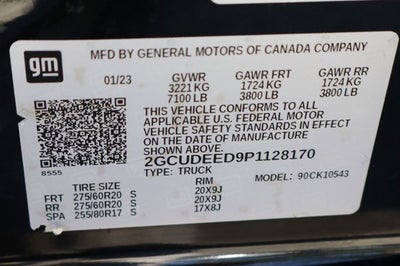 gm
MFD BY GENERAL MOTORS OF CANADA COMPANY
01/23 GVWR GAWR FRT GAWR RR
3221 KG 1724 KG 1724 KG
7100 LB 3800 LB 3800 LB
THIS VEHICLE CONFORMS TO ALL
APPLICABLE U.S. FEDERAL MOTOR
VEHICLE SAFETY STANDARDS IN EFFECT
ON THE DATE OF MANUFACTURE
SHOWN ABOVE.
8555
2GCUDEED9P1128170
TYPE: TRUCK MODEL: 90CK10543
TIRE SIZE RIM
FRT 275/60R20 S 20X9J
RR 275/60R20 S 20X9J
SPA 255/80R17 S 17X8J